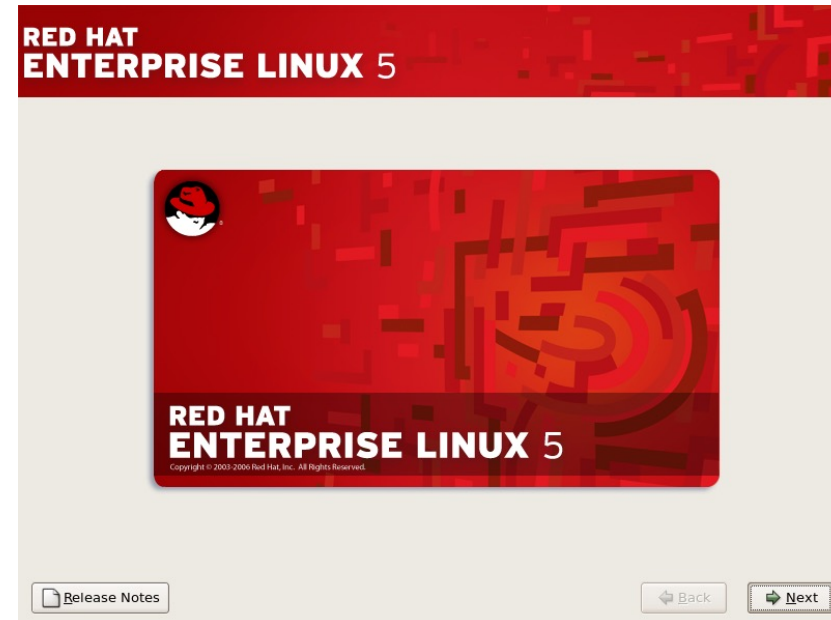 RED HAT
ENTERPRISE LINUX 5
RED HAT
ENTERPRISE LINUX 5
Copyright © 2003-2006 Red Hat, Inc. All Rights Reserved.
Release Notes
Back
Next